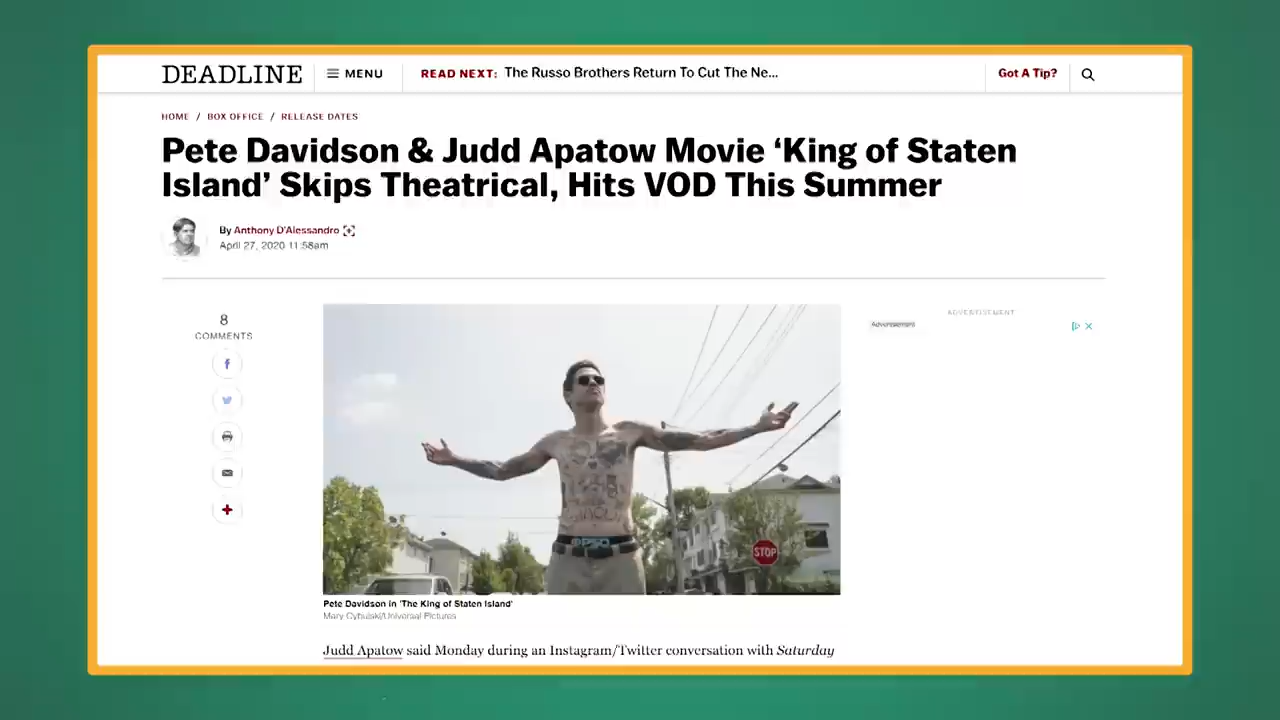 DEADLINE
MENU
READ NEXT: The Russo Brothers Return To Cut The Ne...
Got A Tip?
HOME / BOX OFFICE / RELEASE DATES
Pete Davidson & Judd Apatow Movie ‘King of Staten
Island’ Skips Theatrical, Hits VOD This Summer
By Anthony D'Alessandro
April 27, 2020 11:58am
8
COMMENTS
ADVERTISEMENT
Advertisement
PSD
STOP
Pete Davidson in 'The King of Staten Island'
Mary Cybulski/Universal Pictures
Judd Apatow said Monday during an Instagram/Twitter conversation with Saturday